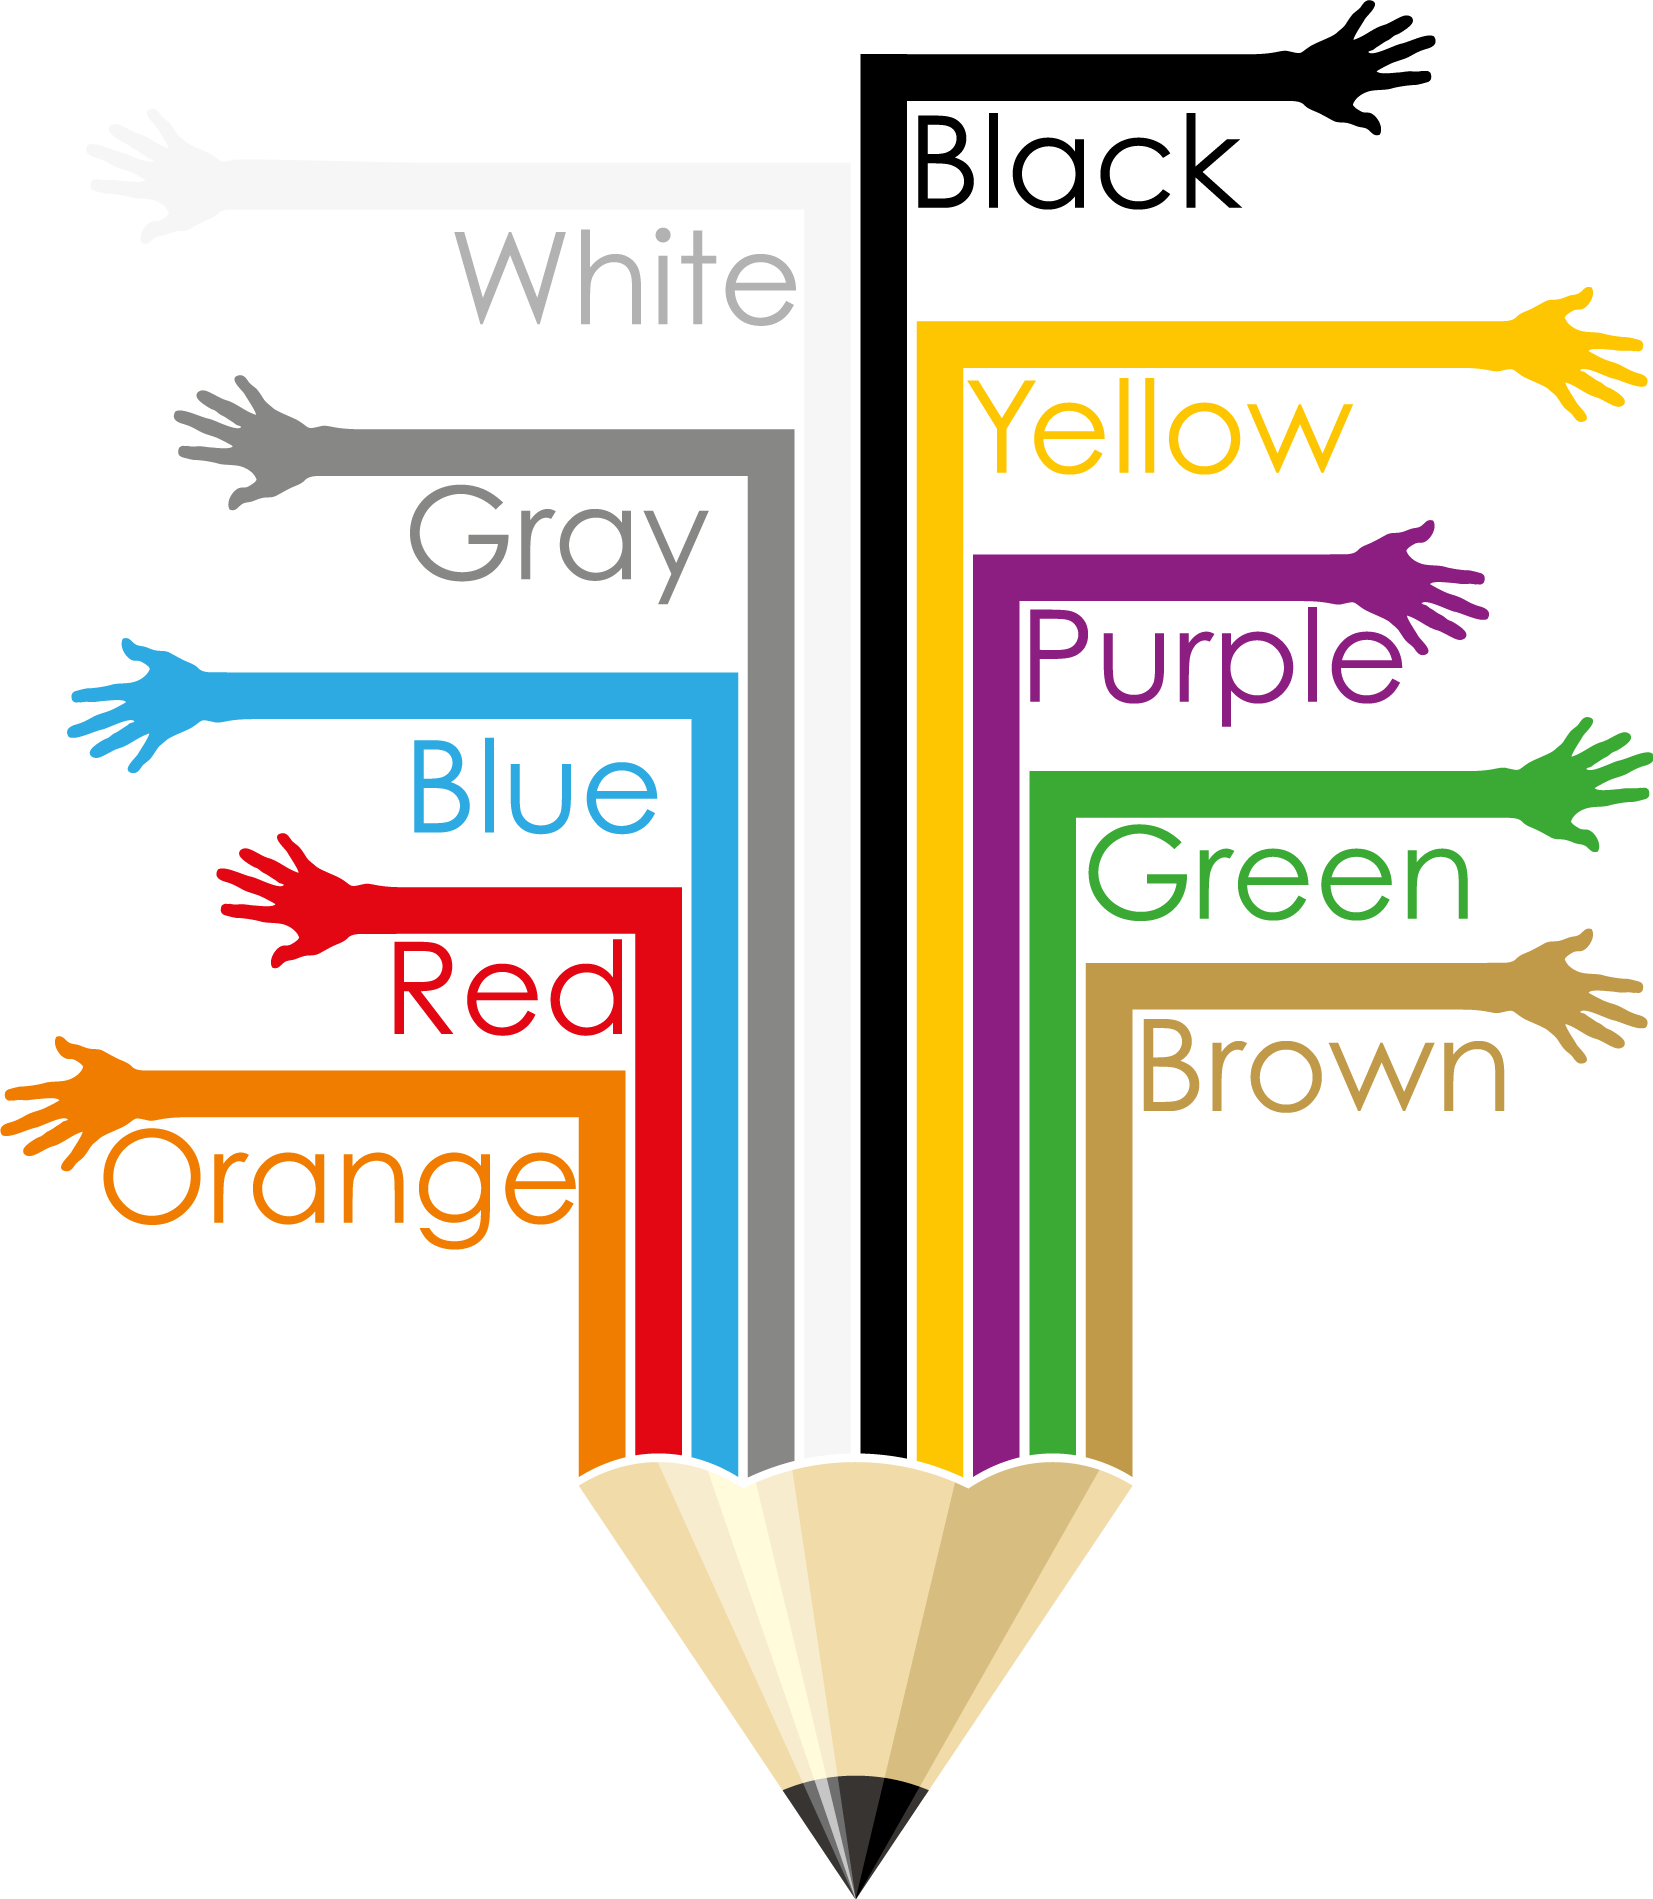 Black
White
Yellow
Gray
Purple
Blue
Green
Red
Brown
Orange